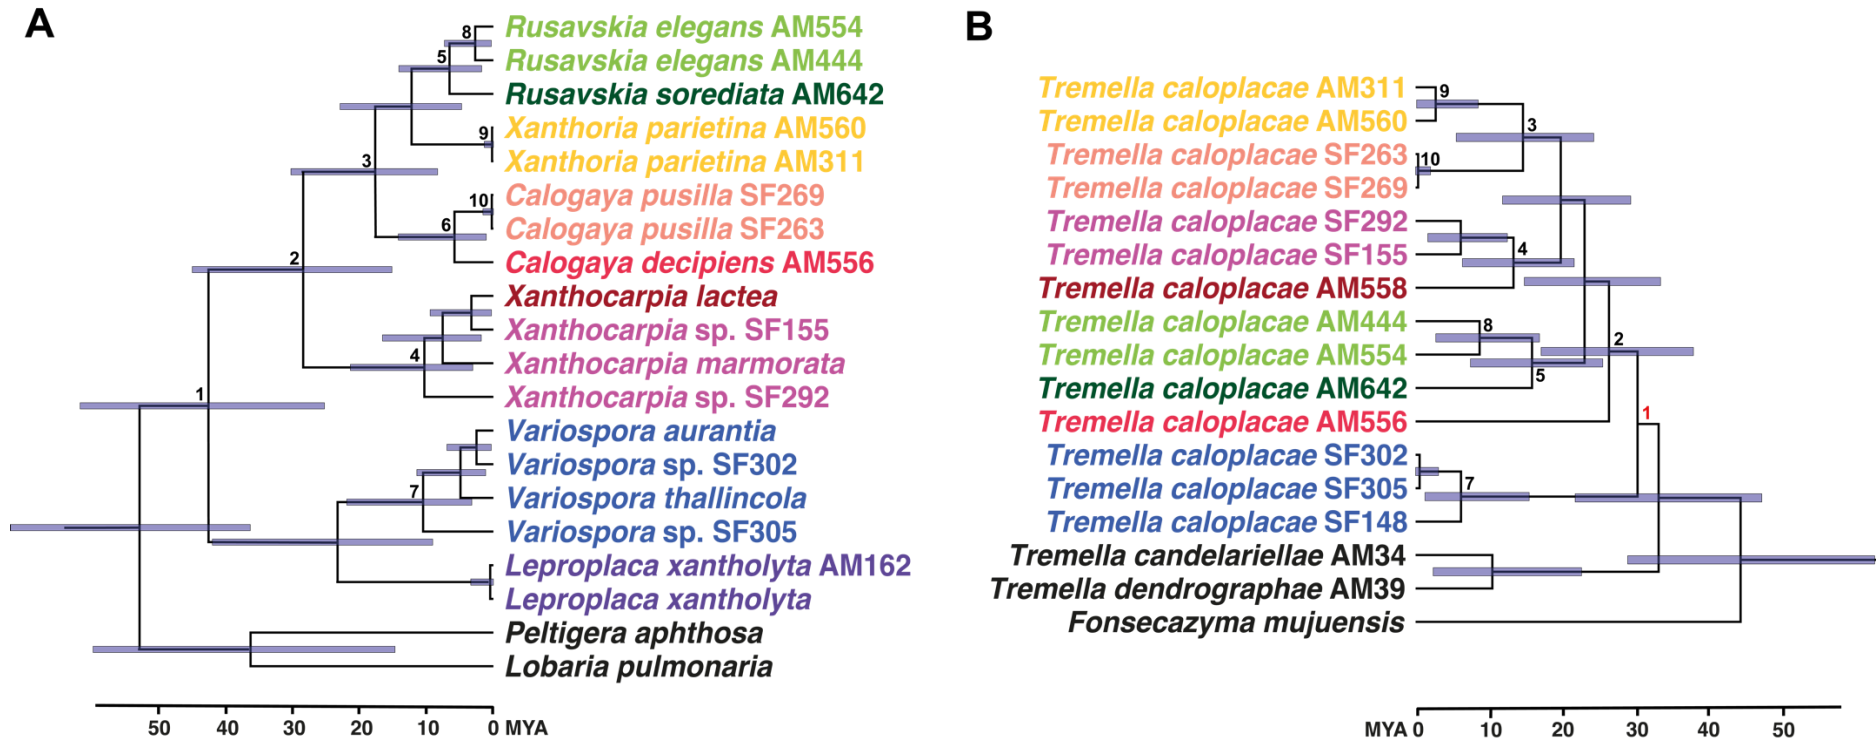 A
8
Rusavskia elegans AM554
5
Rusavskia elegans AM444
Rusavskia sorediata AM642
9
Xanthoria parietina AM560
3
Xanthoria parietina AM311
10
Calogaya pusilla SF269
6
Calogaya pusilla SF263
2
Calogaya decipiens AM556
Xanthocarpia lactea
Xanthocarpia sp. SF155
4
Xanthocarpia marmorata
1
Xanthocarpia sp. SF292
Variospora aurantia
Variospora sp. SF302
7
Variospora thallincola
Variospora sp. SF305
Leproplaca xantholyta AM162
Leproplaca xantholyta
Peltigera aphthosa
Lobaria pulmonaria
50 40 30 20 10 0 MYA
B
Tremella caloplacae AM311
9
Tremella caloplacae AM560
3
Tremella caloplacae SF263
10
Tremella caloplacae SF269
Tremella caloplacae SF292
Tremella caloplacae SF155
4
Tremella caloplacae AM558
Tremella caloplacae AM444
8
Tremella caloplacae AM554
2
Tremella caloplacae AM642
5
Tremella caloplacae AM556
1
Tremella caloplacae SF302
Tremella caloplacae SF305
7
Tremella caloplacae SF148
Tremella candelariellae AM34
Tremella dendrographae AM39
Fonsecazyma mujuensis
MYA 0 10 20 30 40 50